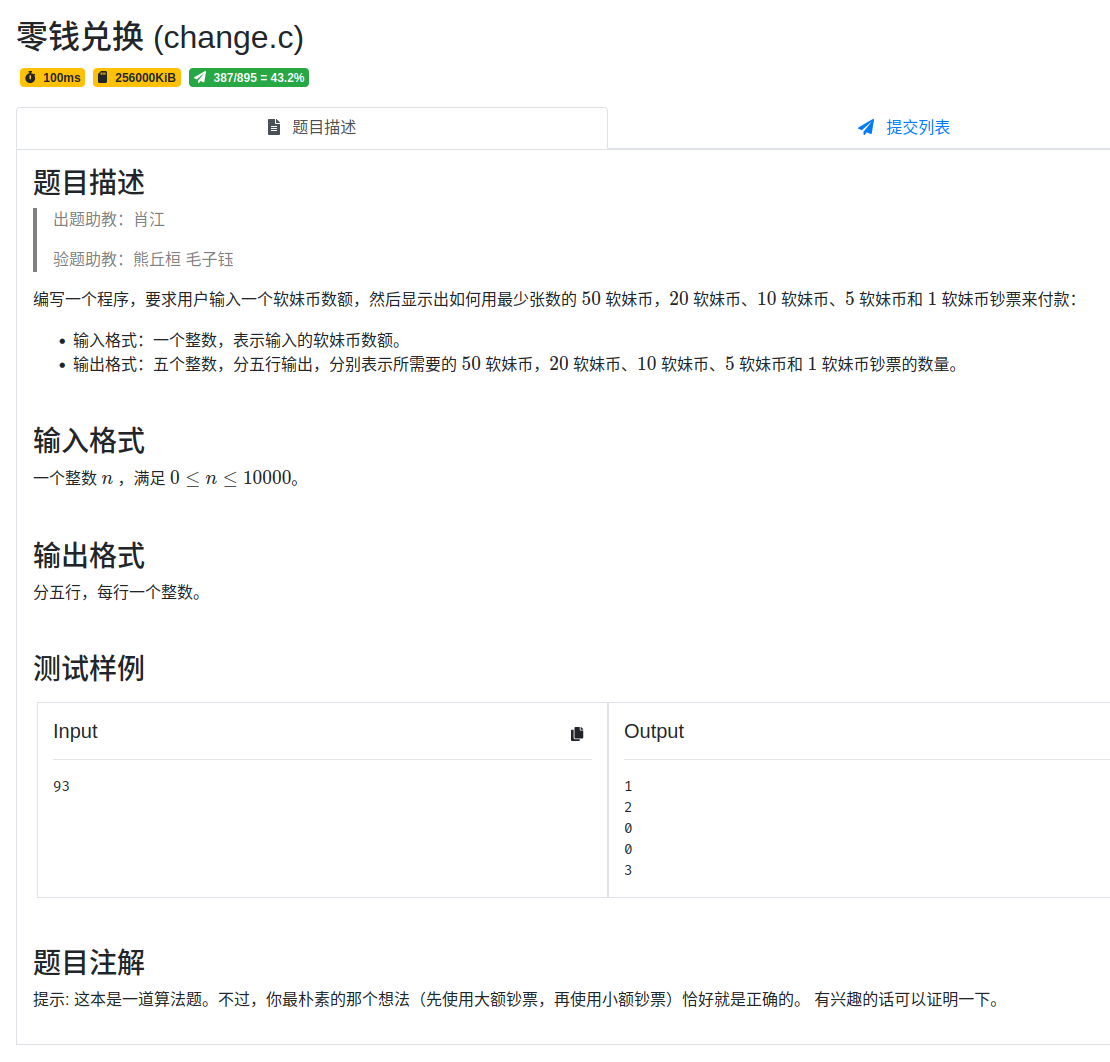 零钱兑换 (change.c)
100ms 256000KiB 387/895 = 43.2%
题目描述 提交列表
题目描述
出题助教：肖江
验题助教：熊丘桓 毛子钰
编写一个程序，要求用户输入一个软妹币数额，然后显示出如何用最少张数的 50 软妹币，20 软妹币、10 软妹币、5 软妹币和 1 软妹币钞票来付款：
输入格式：一个整数，表示输入的软妹币数额。
输出格式：五个整数，分五行输出，分别表示所需要的 50 软妹币，20 软妹币、10 软妹币、5 软妹币和 1 软妹币钞票的数量。
输入格式
一个整数 n ，满足 0 ≤ n ≤ 10000。
输出格式
分五行，每行一个整数。
测试样例
Input
93
Output
1
2
0
0
3
题目注解
提示: 这本是一道算法题。不过，你最朴素的那个想法（先使用大额钞票，再使用小额钞票）恰好就是正确的。 有兴趣的话可以证明一下。